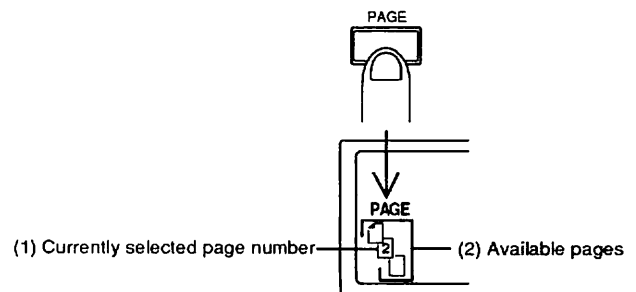 PAGE
PAGE
2
(1) Currently selected page number
(2) Available pages